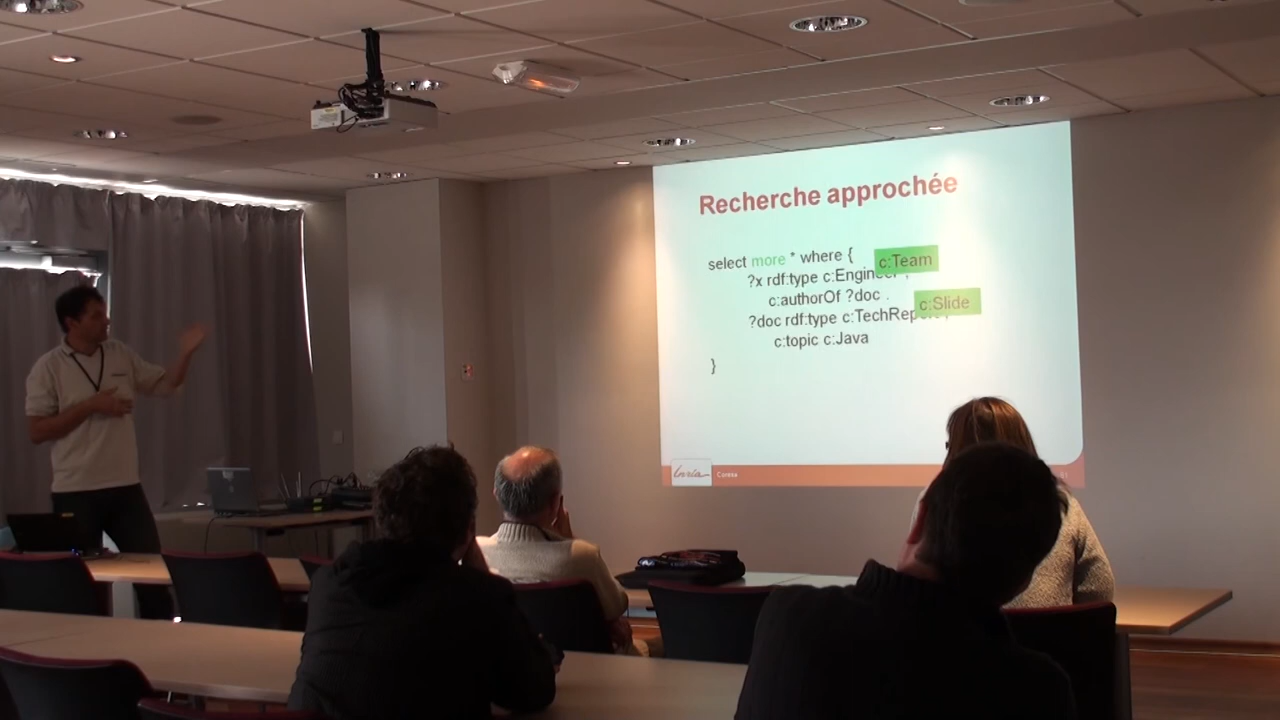 Recherche approchée
select more * where {
c:Team
?x rdf:type c:Engineer ;
c:authorOf ?doc .
c:Slide
?doc rdf:type c:TechReport ;
c:topic c:Java
}
Inria
Corese